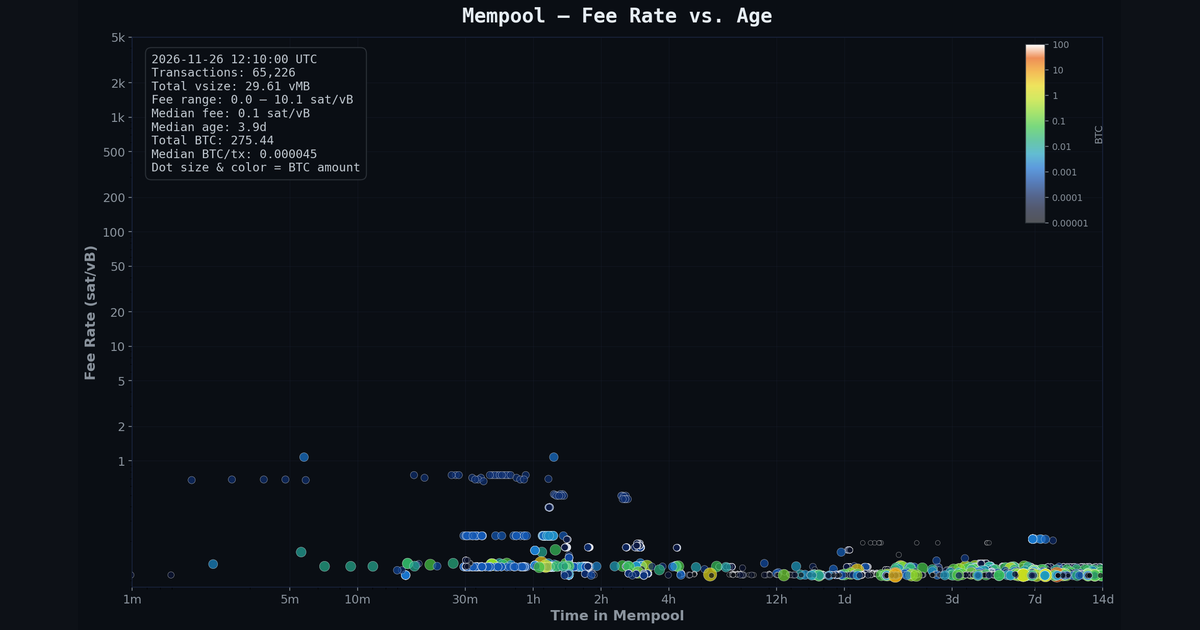 Mempool — Fee Rate vs. Age
2026-11-26 12:10:00 UTC
Transactions: 65,226
Total vsize: 29.61 vMB
Fee range: 0.0 – 10.1 sat/vB
Median fee: 0.1 sat/vB
Median age: 3.9d
Total BTC: 275.44
Median BTC/tx: 0.000045
Dot size & color = BTC amount
5k
2k
1k
500
200
100
50
20
10
5
2
1
Fee Rate (sat/vB)
100
10
1
0.1
0.01
0.001
0.0001
0.00001
BTC
1m 5m 10m 30m 1h 2h 4h 12h 1d 3d 7d 14d
Time in Mempool